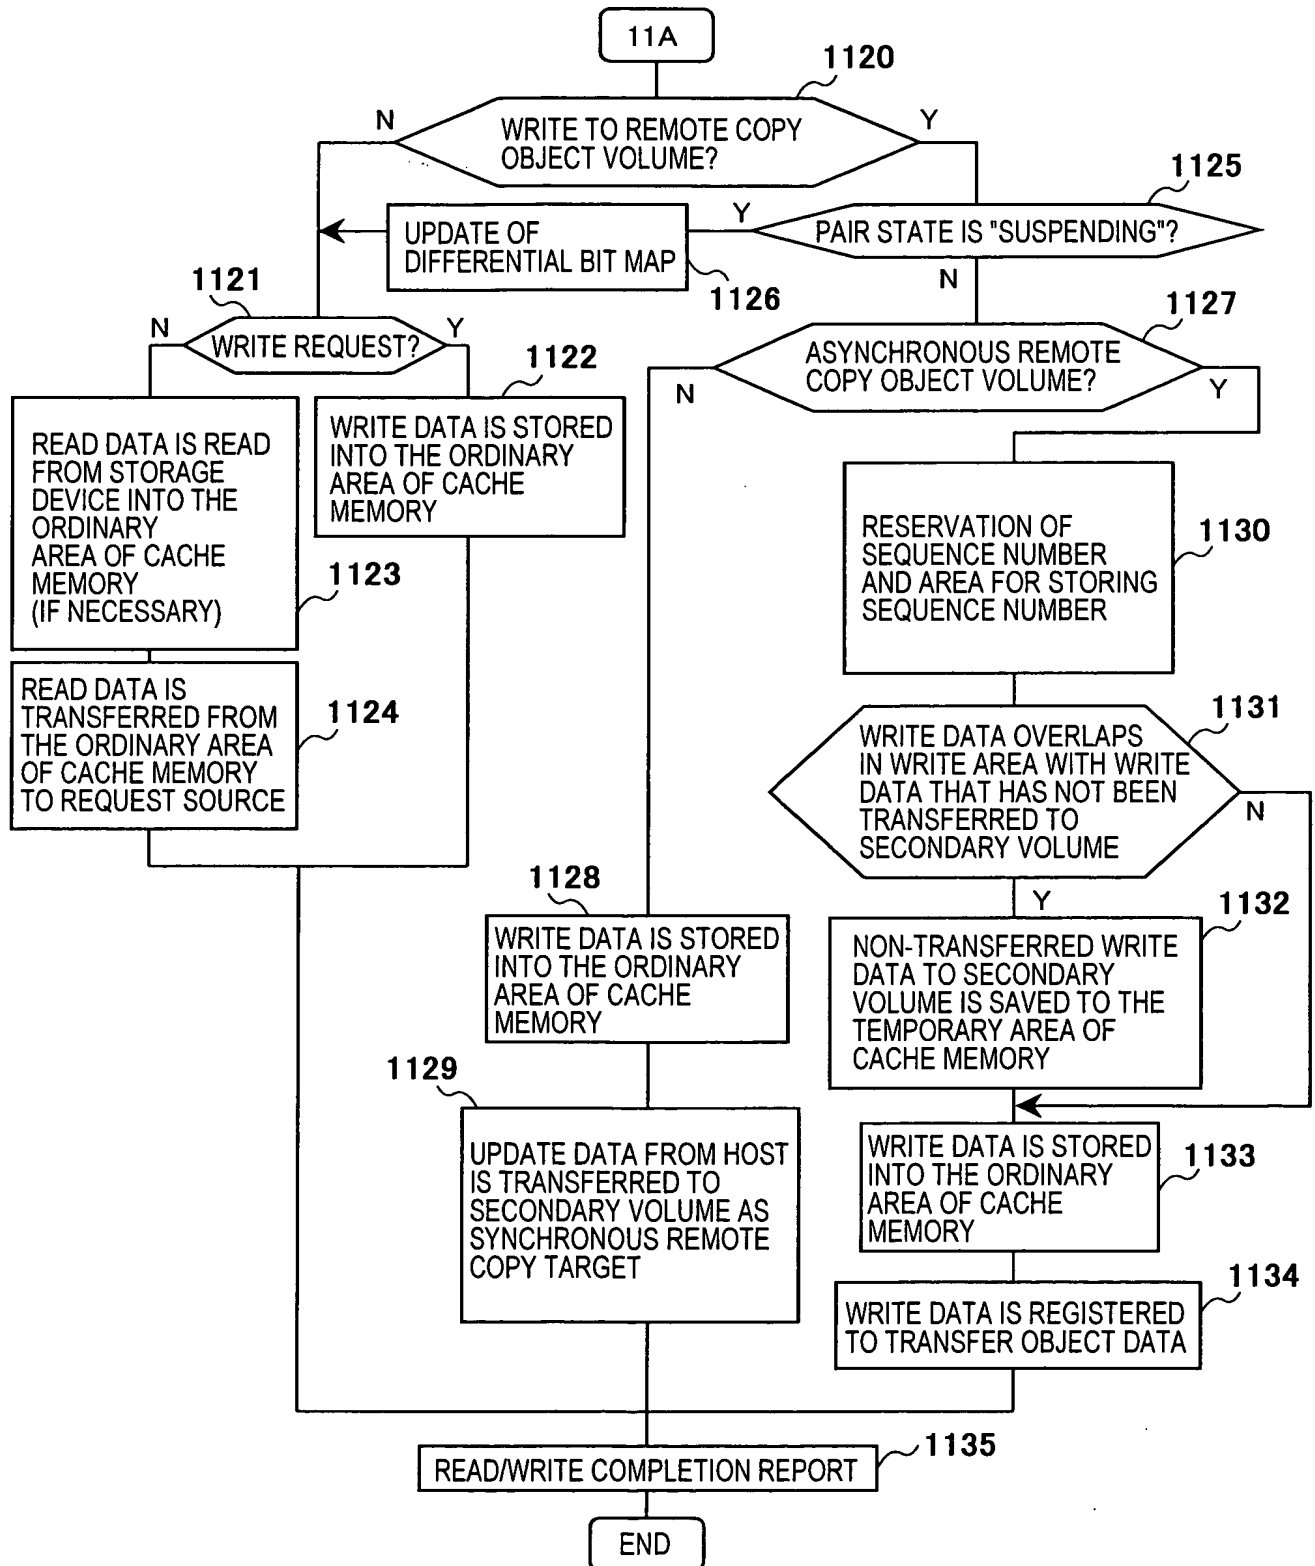 11A
1120
WRITE TO REMOTE COPY
OBJECT VOLUME?
N
Y
1125
PAIR STATE IS "SUSPENDING"?
Y
N
UPDATE OF
DIFFERENTIAL BIT MAP
1126
1121
WRITE REQUEST?
N
Y
1127
ASYNCHRONOUS REMOTE
COPY OBJECT VOLUME?
N
Y
1122
WRITE DATA IS STORED
INTO THE ORDINARY
AREA OF CACHE
MEMORY
READ DATA IS READ
FROM STORAGE
DEVICE INTO THE
ORDINARY
AREA OF CACHE
MEMORY
(IF NECESSARY)
1123
READ DATA IS
TRANSFERRED FROM
THE ORDINARY AREA
OF CACHE MEMORY
TO REQUEST SOURCE
1124
RESERVATION OF
SEQUENCE NUMBER
AND AREA FOR STORING
SEQUENCE NUMBER
1130
1131
WRITE DATA OVERLAPS
IN WRITE AREA WITH WRITE
DATA THAT HAS NOT BEEN
TRANSFERRED TO
SECONDARY VOLUME
N
Y
1128
WRITE DATA IS STORED
INTO THE ORDINARY
AREA OF CACHE
MEMORY
1132
NON-TRANSFERRED WRITE
DATA TO SECONDARY
VOLUME IS SAVED TO THE
TEMPORARY AREA OF
CACHE MEMORY
1129
UPDATE DATA FROM HOST
IS TRANSFERRED TO
SECONDARY VOLUME AS
SYNCHRONOUS REMOTE
COPY TARGET
WRITE DATA IS STORED
INTO THE ORDINARY
AREA OF CACHE
MEMORY
1133
1134
WRITE DATA IS REGISTERED
TO TRANSFER OBJECT DATA
1135
READ/WRITE COMPLETION REPORT
END